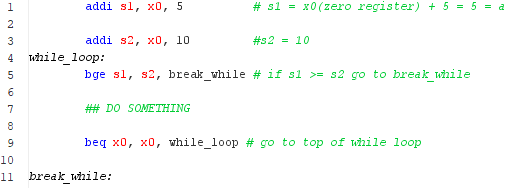 1 addi s1, x0, 5 # s1 = x0(zero register) + 5 = 5 = a
2
3 addi s2, x0, 10 #s2 = 10
4 while_loop:
5 bge s1, s2, break_while # if s1 >= s2 go to break_while
6
7 ## DO SOMETHING
8
9 beq x0, x0, while_loop # go to top of while loop
10
11 break_while: